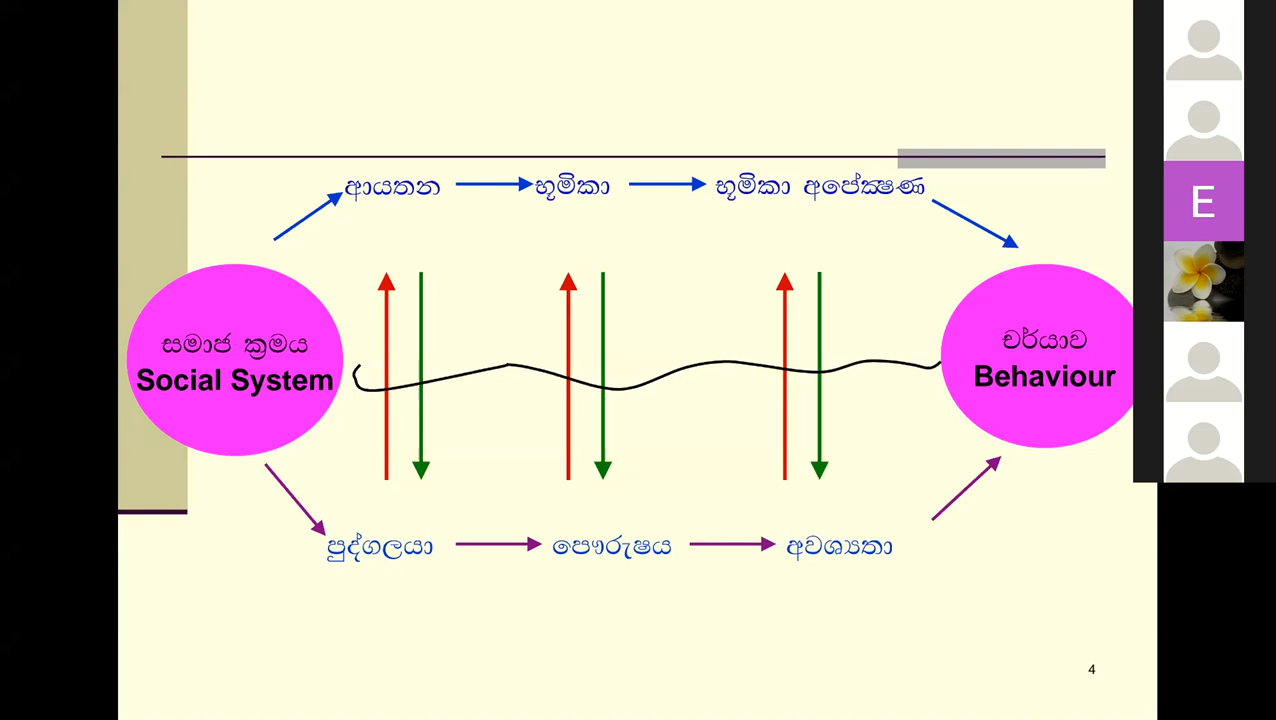 ආයතන
භූමිකා
භූමිකා අපේක්‍ෂණ
සමාජ ක්‍රමය
Social System
චර්යාව
Behaviour
පුද්ගලයා
පෞරුෂය
අවශ්‍යතා
4
E